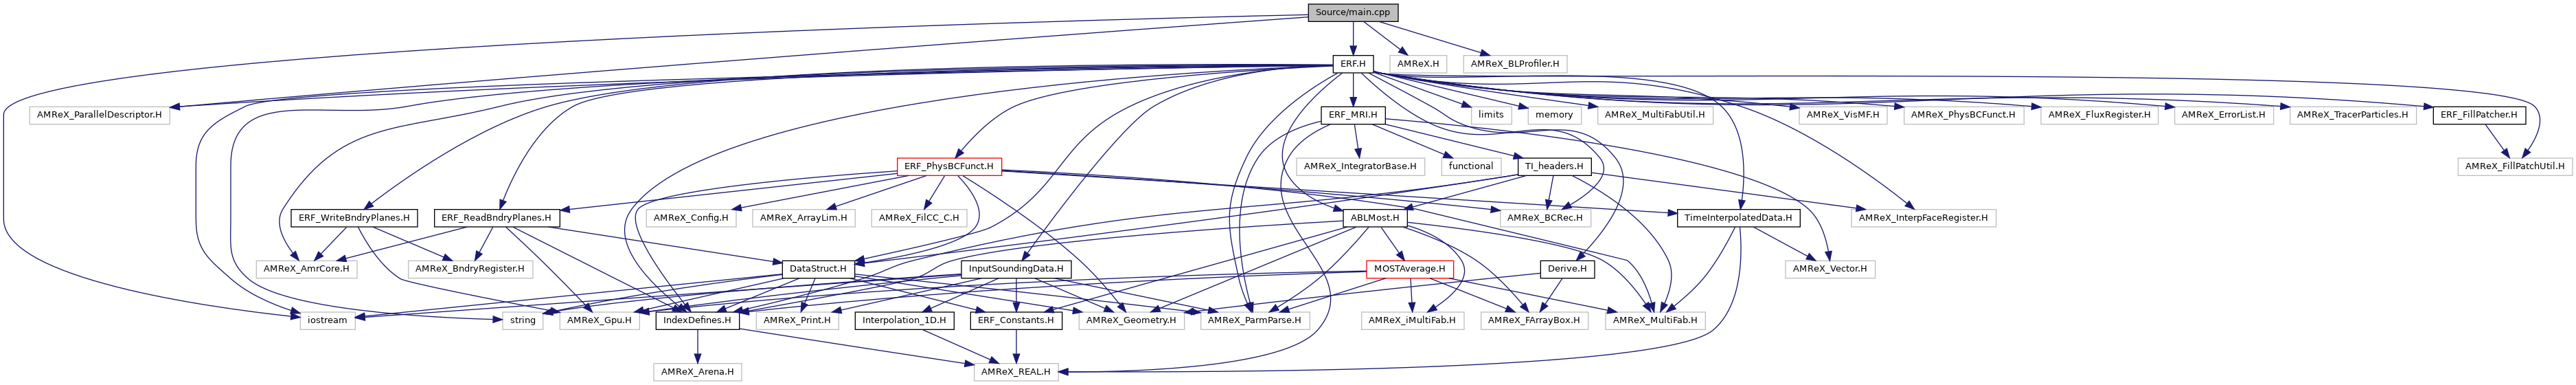 Source/main.cpp
ERF.H
AMReX.H
AMReX_BLProfiler.H
AMReX_ParallelDescriptor.H
ERF_MRI.H
limits
memory
AMReX_MultiFabUtil.H
AMReX_VisMF.H
AMReX_PhysBCFunct.H
AMReX_FluxRegister.H
AMReX_ErrorList.H
AMReX_TracerParticles.H
ERF_FillPatcher.H
ERF_PhysBCFunct.H
AMReX_IntegratorBase.H
functional
TI_headers.H
AMReX_FillPatchUtil.H
ERF_WriteBndryPlanes.H
ERF_ReadBndryPlanes.H
AMReX_Config.H
AMReX_ArrayLim.H
AMReX_FilCC_C.H
ABLMost.H
AMReX_BCRec.H
TimeInterpolatedData.H
AMReX_InterpFaceRegister.H
AMReX_AmrCore.H
AMReX_BndryRegister.H
DataStruct.H
InputSoundingData.H
MOSTAverage.H
Derive.H
AMReX_Vector.H
iostream
string
AMReX_Gpu.H
IndexDefines.H
AMReX_Print.H
Interpolation_1D.H
ERF_Constants.H
AMReX_Geometry.H
AMReX_ParmParse.H
AMReX_iMultiFab.H
AMReX_FArrayBox.H
AMReX_MultiFab.H
AMReX_Arena.H
AMReX_REAL.H